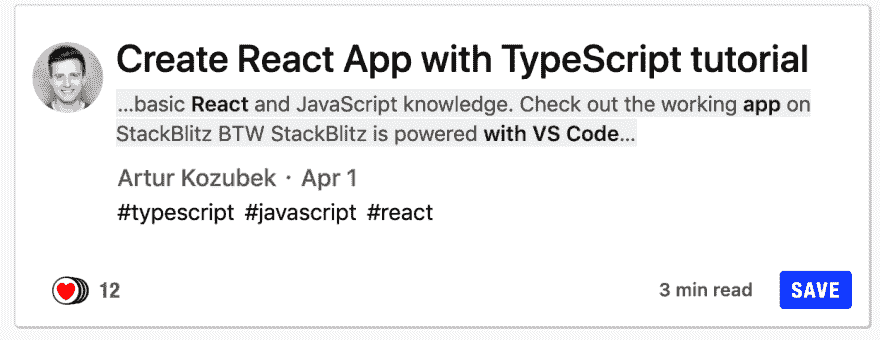 Create React App with TypeScript tutorial
...basic React and JavaScript knowledge. Check out the working app on
StackBlitz BTW StackBlitz is powered with VS Code...
Artur Kozubek · Apr 1
#typescript #javascript #react
12
3 min read
SAVE